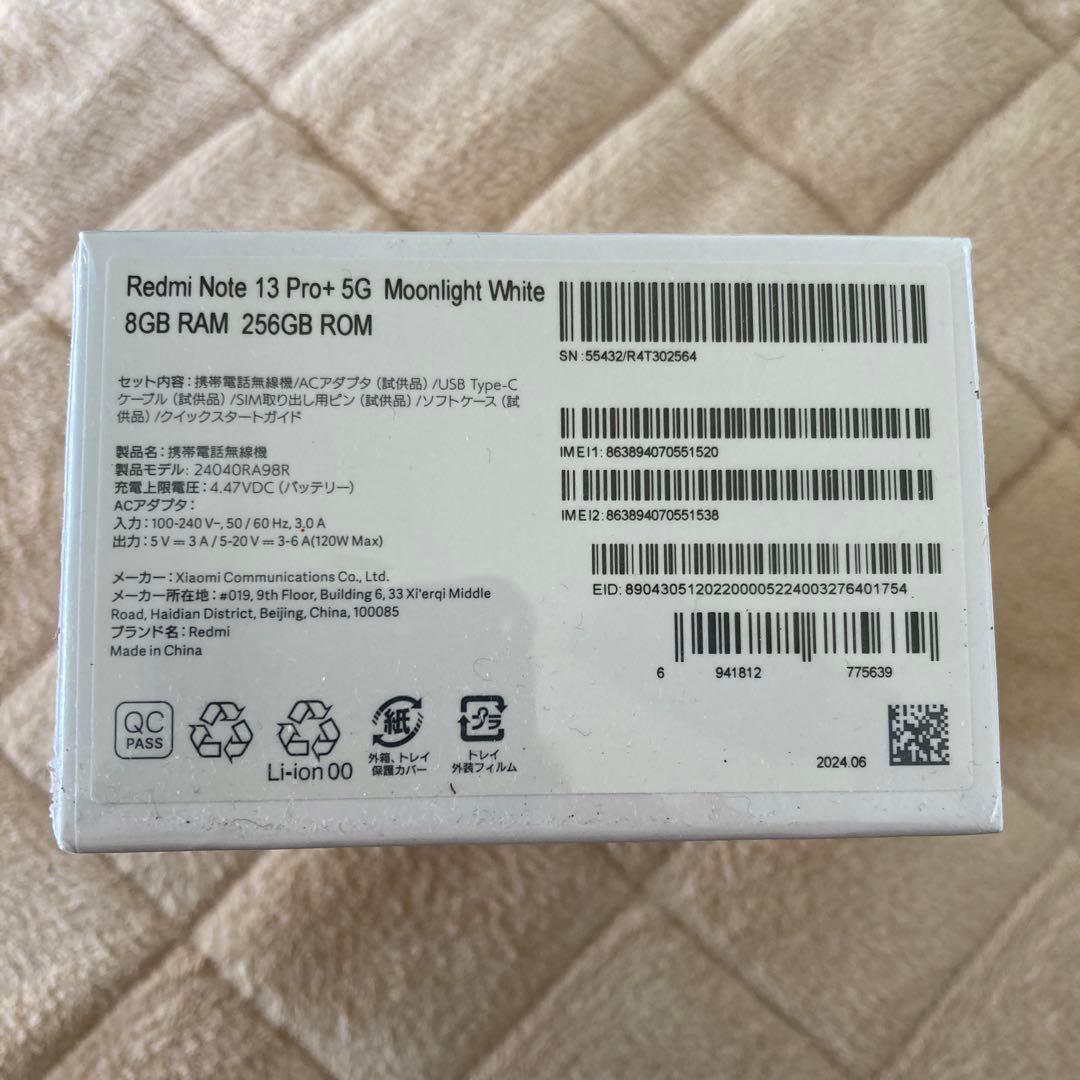 Redmi Note 13 Pro+ 5G Moonlight White
8GB RAM 256GB ROM
セット内容：携帯電話無線機/ACアダプタ（試供品）/USB Type-C
ケーブル（試供品）/SIM取り出し用ピン（試供品）/ソフトケース（試
供品）/クイックスタートガイド
製品名：携帯電話無線機
製品モデル: 24040RA98R
充電上限電圧：4.47VDC（バッテリー）
ACアダプタ：
入力：100-240 V~, 50 / 60 Hz, 3.0 A
出力：5 V ⎓ 3 A / 5-20 V ⎓ 3-6 A(120W Max)
メーカー：Xiaomi Communications Co., Ltd.
メーカー所在地：#019, 9th Floor, Building 6, 33 Xi'erqi Middle
Road, Haidian District, Beijing, China, 100085
ブランド名：Redmi
Made in China
QC
PASS
Li-ion 00
紙
外箱、トレイ
保護カバー
プラ
トレイ
外装フィルム
SN:55432/R4T302564
IMEI1:863894070551520
IMEI2:863894070551538
EID: 89043051202200005224003276401754
6 941812 775639
2024.06